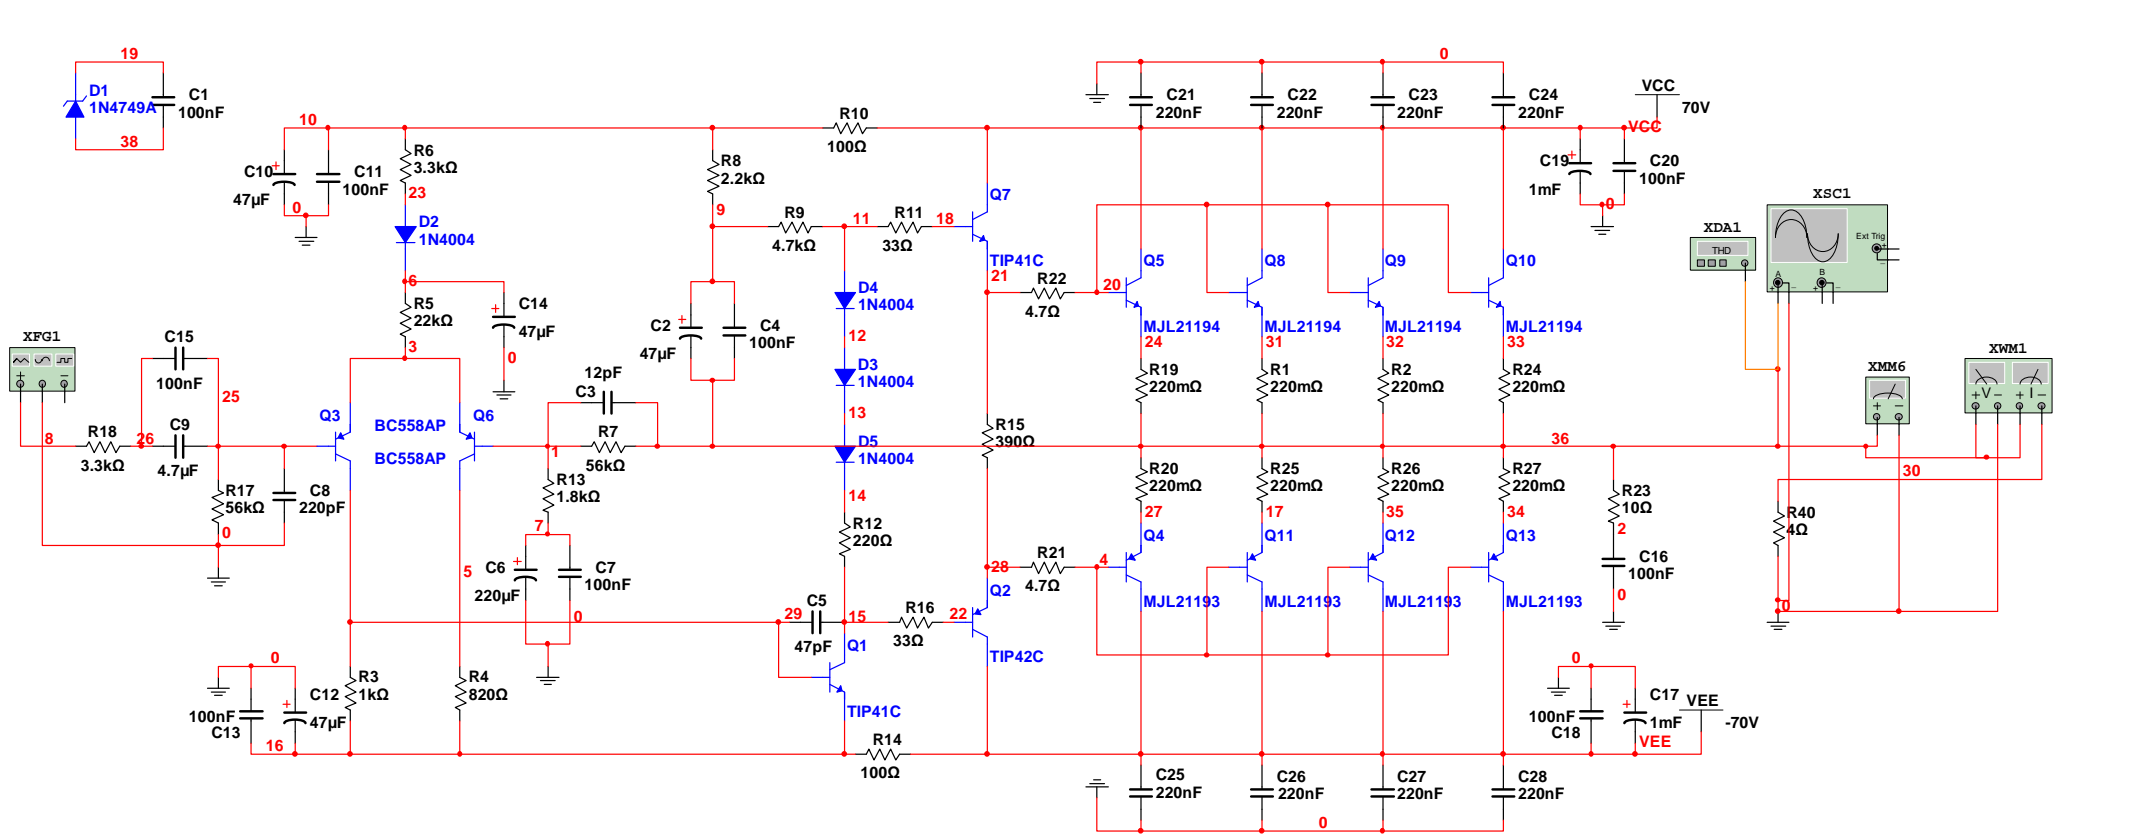 19
D1
1N4749A
C1
100nF
38
10
C10
47µF
C11
100nF
0
R6
3.3kΩ
23
D2
1N4004
6
R5
22kΩ
3
C14
47µF
0
R8
2.2kΩ
9
R9
4.7kΩ
11
R11
33Ω
18
R10
100Ω
Q7
TIP41C
21
R22
4.7Ω
20
0
C21
220nF
C22
220nF
C23
220nF
C24
220nF
VCC
70V
VCC
C19
1mF
C20
100nF
0
Q5
MJL21194
24
Q8
MJL21194
31
Q9
MJL21194
32
Q10
MJL21194
33
XDA1
THD
XSC1
Ext Trig
A
B
XFG1
C15
100nF
25
8
R18
3.3kΩ
26
C9
4.7µF
R17
56kΩ
C8
220pF
0
Q3
BC558AP
Q6
BC558AP
12pF
C3
R7
56kΩ
1
R13
1.8kΩ
7
C6
220µF
C7
100nF
0
5
C2
47µF
C4
100nF
D4
1N4004
12
D3
1N4004
13
D5
1N4004
14
R12
220Ω
R15
390Ω
R19
220mΩ
R1
220mΩ
R2
220mΩ
R24
220mΩ
36
XMM6
XWM1
V
I
30
R20
220mΩ
27
R25
220mΩ
17
R26
220mΩ
35
R27
220mΩ
34
R23
10Ω
2
C16
100nF
0
R40
4Ω
0
29
C5
47pF
15
Q1
TIP41C
R16
33Ω
22
28
Q2
TIP42C
R21
4.7Ω
4
Q4
MJL21193
Q11
MJL21193
Q12
MJL21193
Q13
MJL21193
0
100nF
C13
C12
47µF
16
R3
1kΩ
R4
820Ω
R14
100Ω
0
100nF
C18
C17
1mF
VEE
VEE
-70V
C25
220nF
C26
220nF
C27
220nF
C28
220nF
0